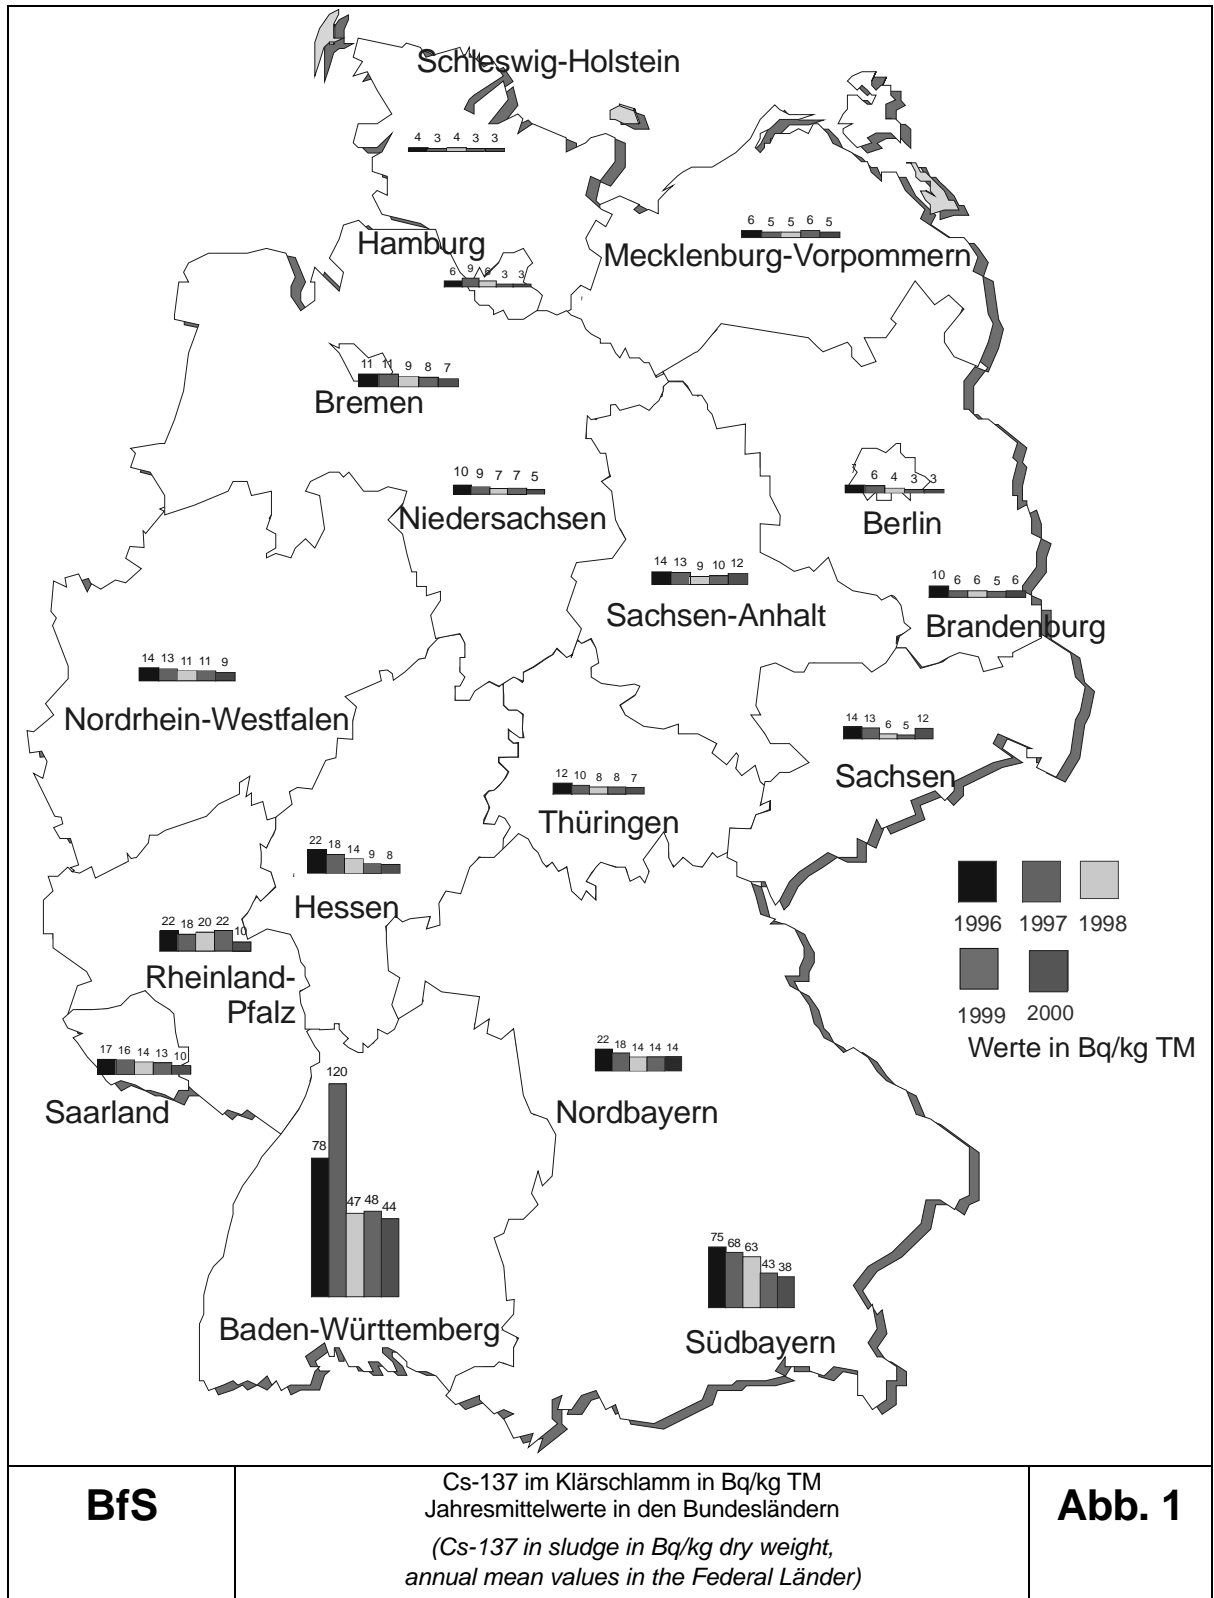 Schleswig-Holstein
4 3 4 3 3
6 5 5 6 5
Mecklenburg-Vorpommern
Hamburg
6 9 6 3 3
11 11 9 8 7
Bremen
10 9 7 7 5
Niedersachsen
6 4 3 3
Berlin
14 13 9 10 12
Sachsen-Anhalt
10 6 6 5 6
Brandenburg
14 13 11 11 9
Nordrhein-Westfalen
14 13 6 5 12
Sachsen
12 10 8 8 7
Thüringen
22 18 14 9 8
Hessen
22 18 20 22 10
Rheinland-
Pfalz
1996 1997 1998
1999 2000
Werte in Bq/kg TM
17 16 14 13 10
Saarland
22 18 14 14 14
Nordbayern
78 120 47 48 44
Baden-Württemberg
75 68 63 43 38
Südbayern
BfS
Cs-137 im Klärschlamm in Bq/kg TM
Jahresmittelwerte in den Bundesländern
(Cs-137 in sludge in Bq/kg dry weight,
annual mean values in the Federal Länder)
Abb. 1